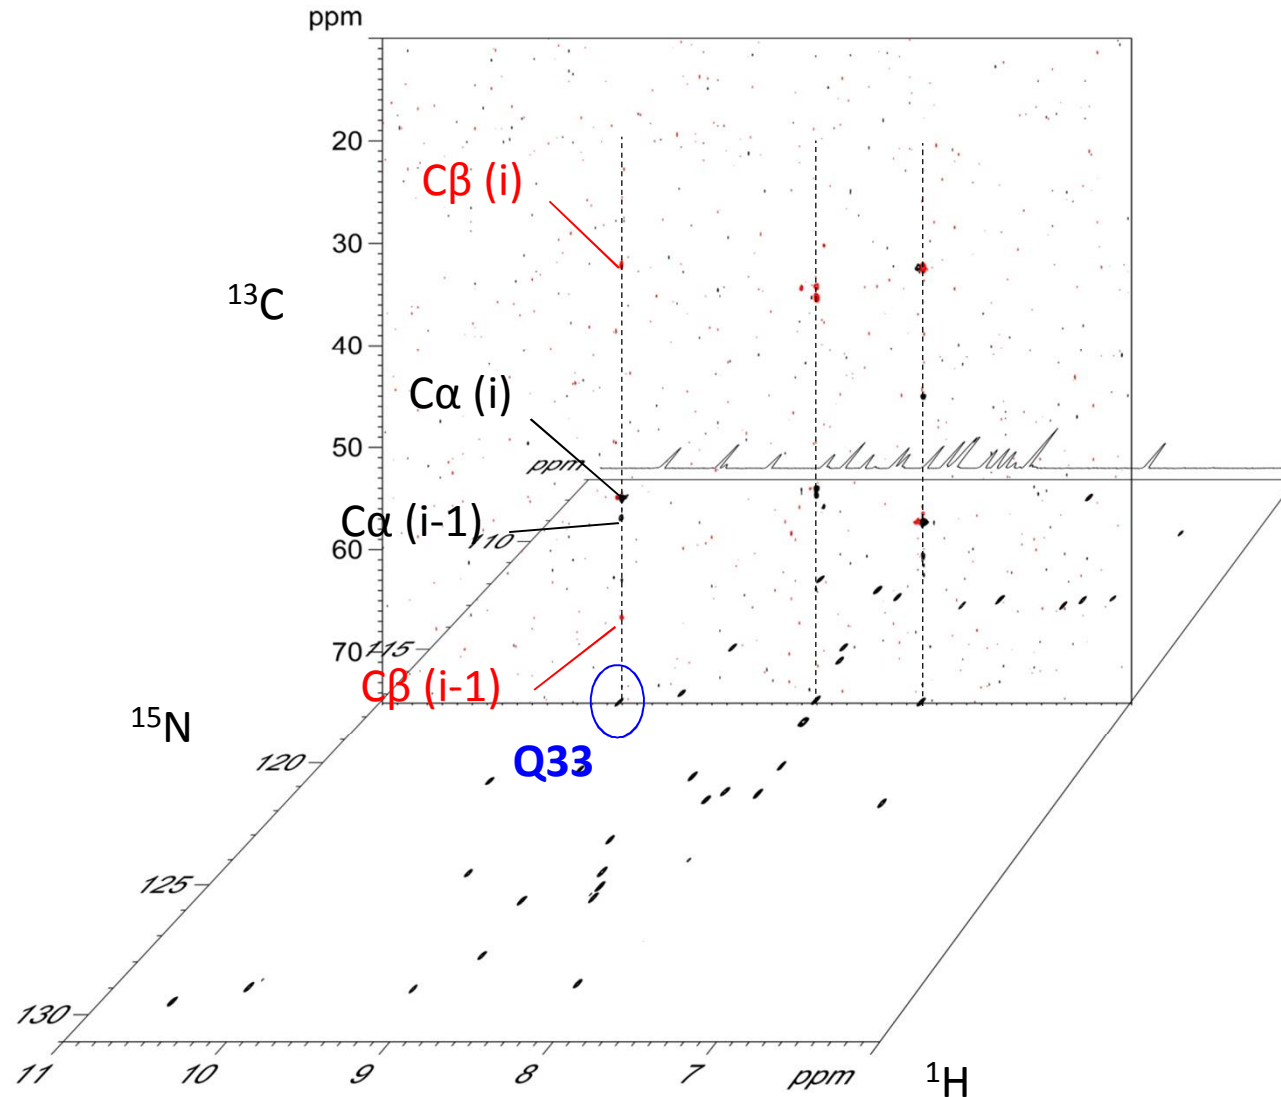 ppm
20
Cβ (i)
30
¹³C
40
Cα (i)
50
ppm
Cα (i-1)
110
60
115
70
Cβ (i-1)
¹⁵N
Q33
120
125
130
11
10
9
8
7
ppm
¹H